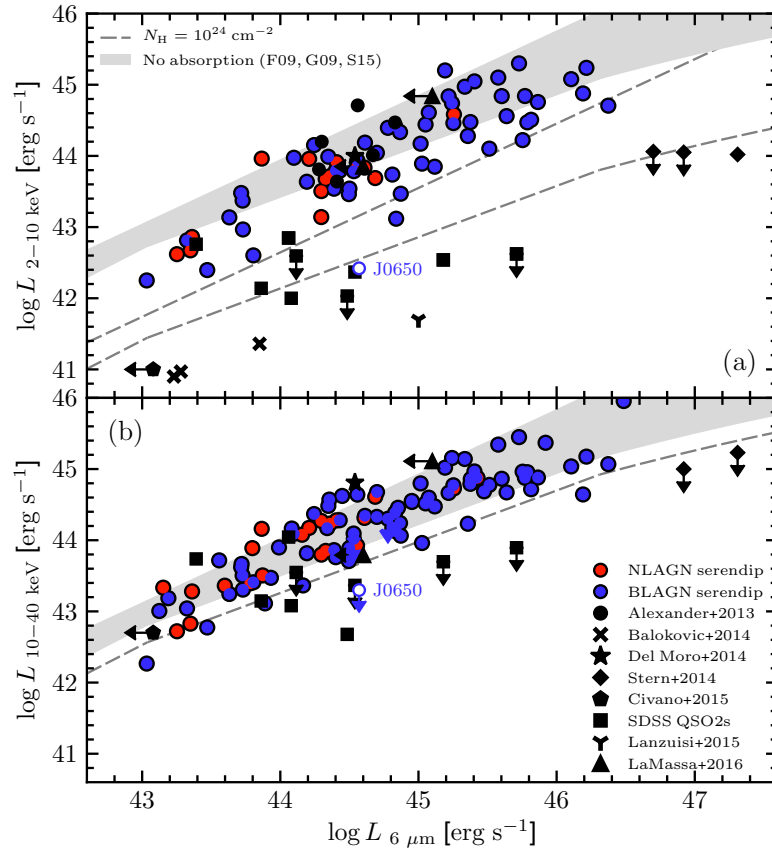 46
45
44
43
42
41
log L 2−10 keV [erg s−1]
N_H = 10^24 cm−2
No absorption (F09, G09, S15)
J0650
(a)
46
45
44
43
42
41
log L 10−40 keV [erg s−1]
(b)
J0650
NLAGN serendip
BLAGN serendip
Alexander+2013
Balokovic+2014
Del Moro+2014
Stern+2014
Civano+2015
SDSS QSO2s
Lanzuisi+2015
LaMassa+2016
43 44 45 46 47
log L 6 μm [erg s−1]